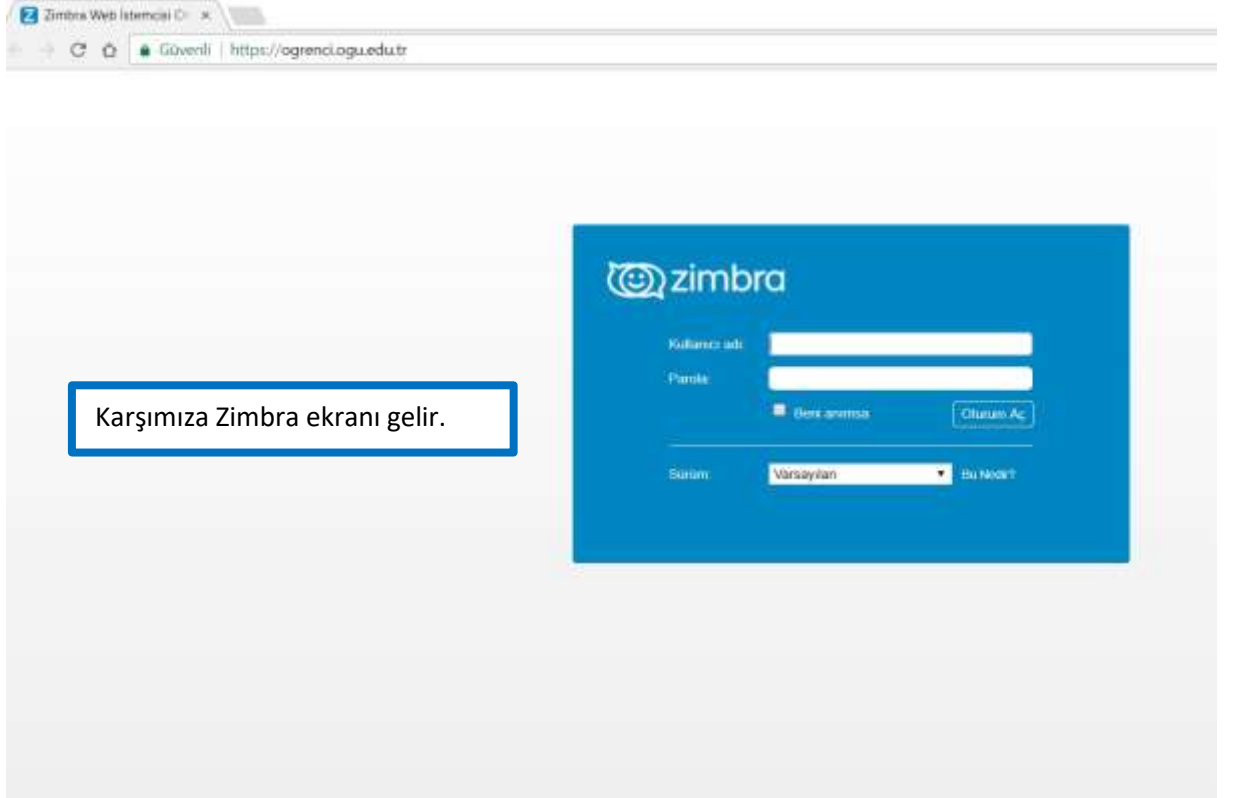 Zimbra Web İstemcisi
Güvenli | https://ogrenci.ogu.edu.tr
zimbra
Kullanıcı adı:
Parola:
Beni anımsa
Oturum Aç
Karşımıza Zimbra ekranı gelir.
Sürüm:
Varsayılan
Bu Nedir?